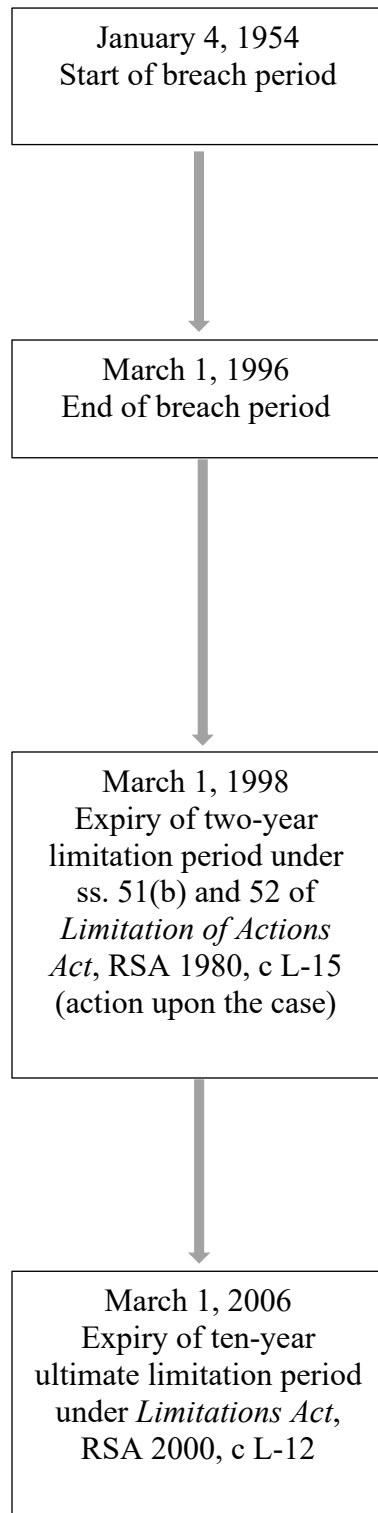 January 4, 1954
Start of breach period
March 1, 1996
End of breach period
March 1, 1998
Expiry of two-year
limitation period under
ss. 51(b) and 52 of
Limitation of Actions
Act, RSA 1980, c L-15
(action upon the case)
March 1, 2006
Expiry of ten-year
ultimate limitation period
under Limitations Act,
RSA 2000, c L-12